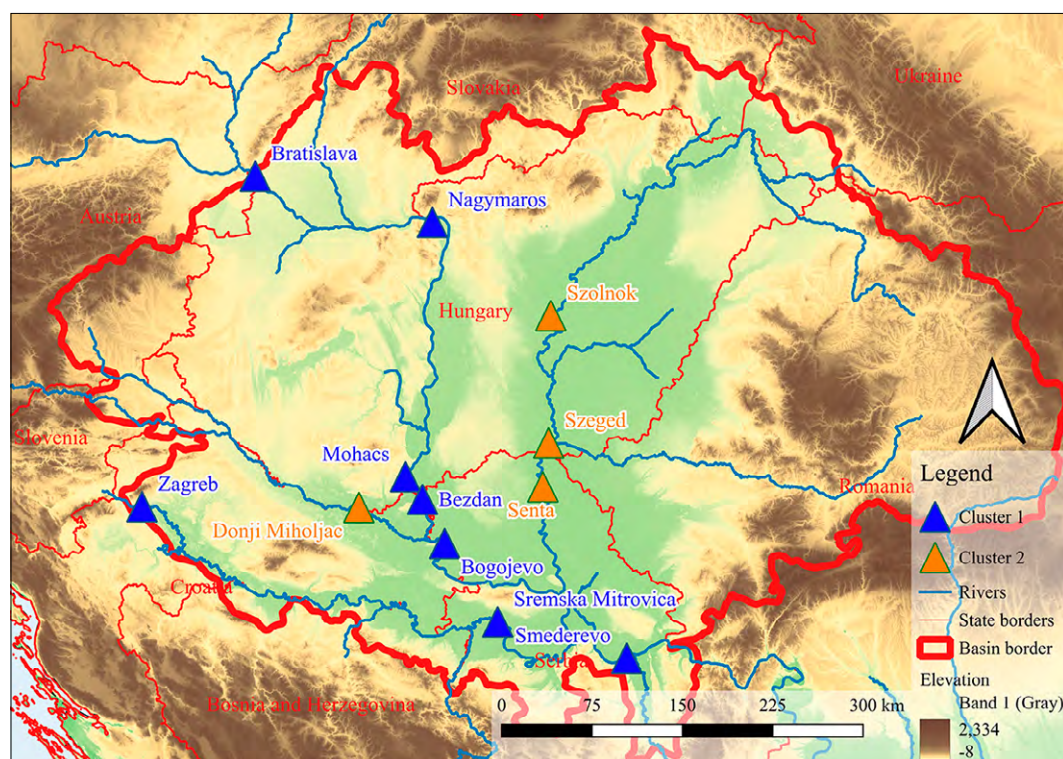 Slovakia
Ukraine
Bratislava
Austria
Nagymaros
Szolnok
Hungary
Szeged
Slovenia
Mohacs
Zagreb
Bezdan
Senta
Romania
Donji Miholjac
Bogojevo
Croatia
Sremska Mitrovica
Smederevo
Serbia
Bosnia and Herzegovina
0 75 150 225 300 km
Legend
Cluster 1
Cluster 2
Rivers
State borders
Basin border
Elevation
Band 1 (Gray)
2,334
-8